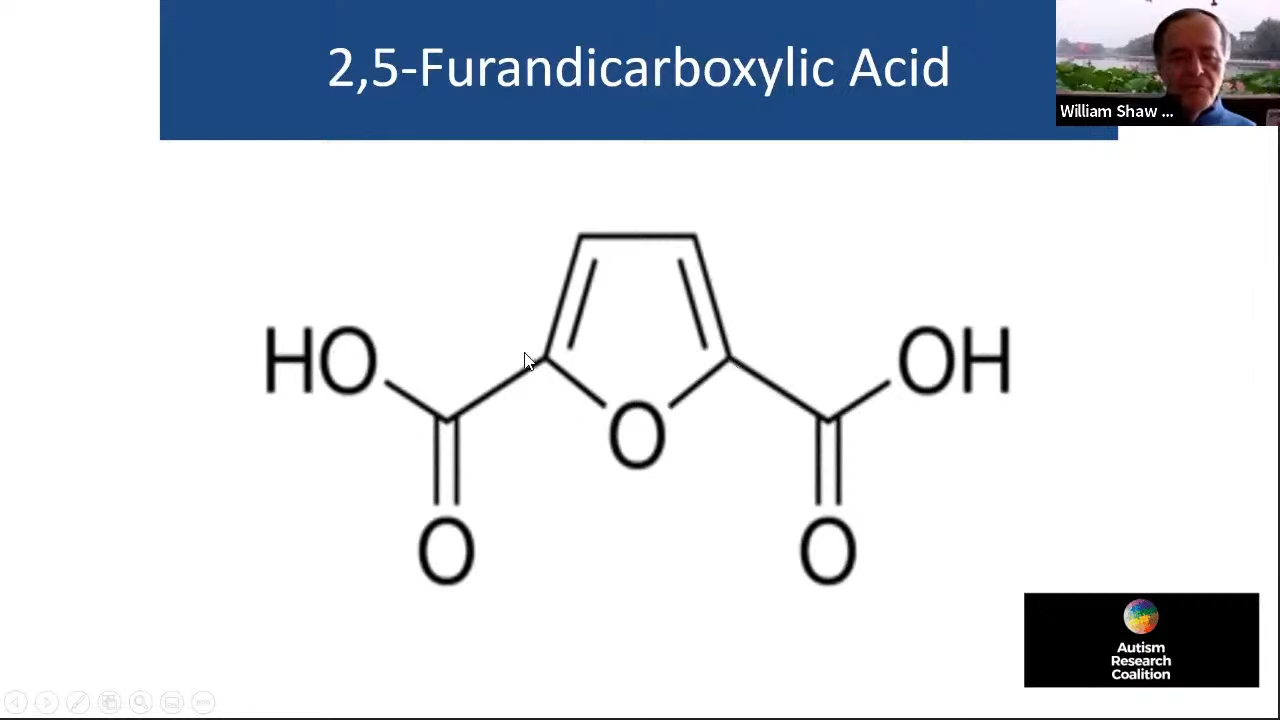 2,5-Furandicarboxylic Acid
William Shaw ...
HO
OH
O
O
O
Autism
Research
Coalition